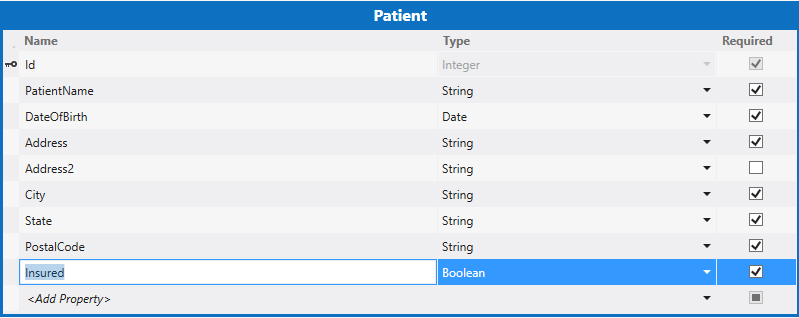 Patient
Name Type Required
Id Integer
PatientName String
DateOfBirth Date
Address String
Address2 String
City String
State String
PostalCode String
Insured Boolean
<Add Property>